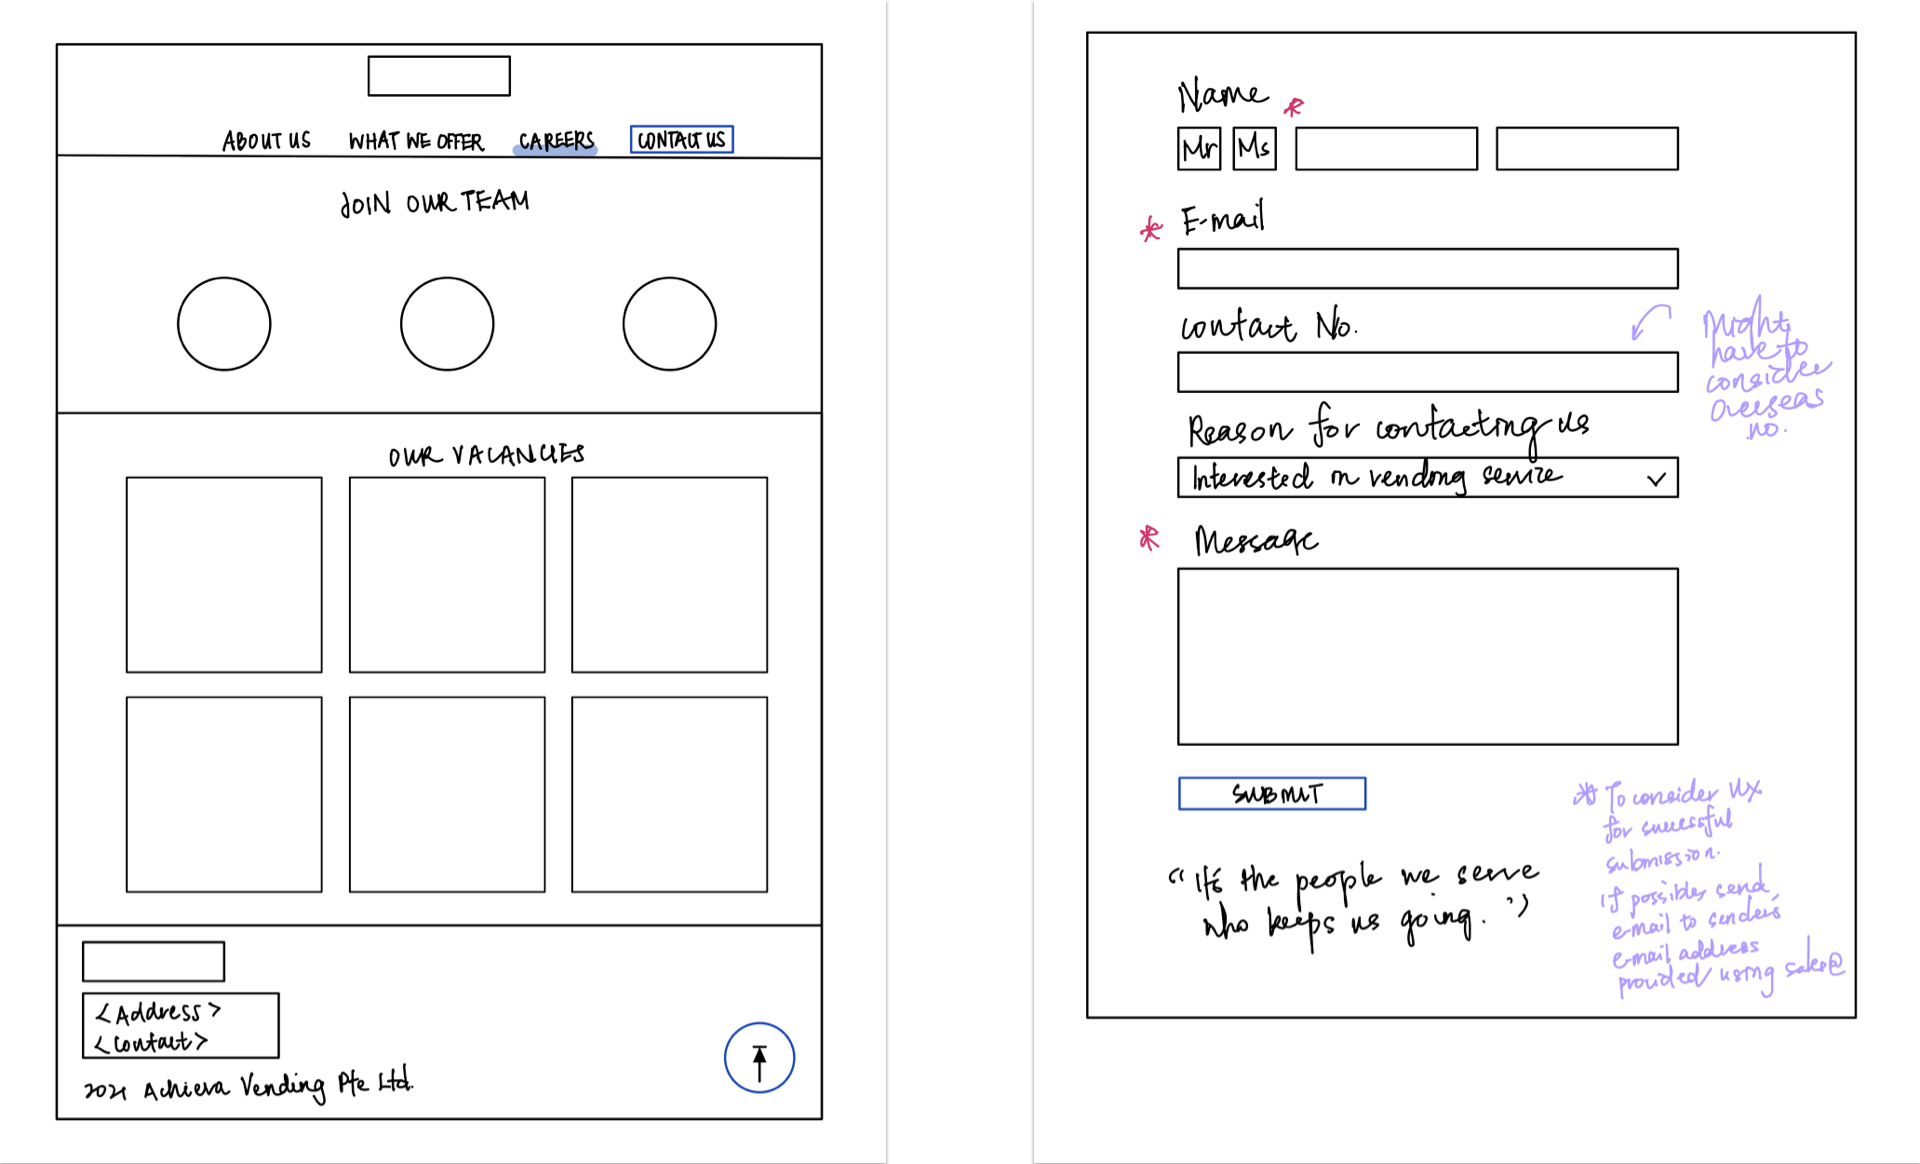 ABOUT US WHAT WE OFFER CAREERS CONTACT US
JOIN OUR TEAM
OUR VACANCIES
<Address>
<Contact>
2021 Achieva Vending Pte Ltd.
Name *
Mr Ms
* E-mail
Contact No.
Might
have to
consider
Overseas
no.
Reason for contacting us
Interested in vending service
* Message
SUBMIT
* To consider UX
for successful
submission.
if possible, send
e-mail to sender's
e-mail address
provided using sales@
"It's the people we serve
who keeps us going."